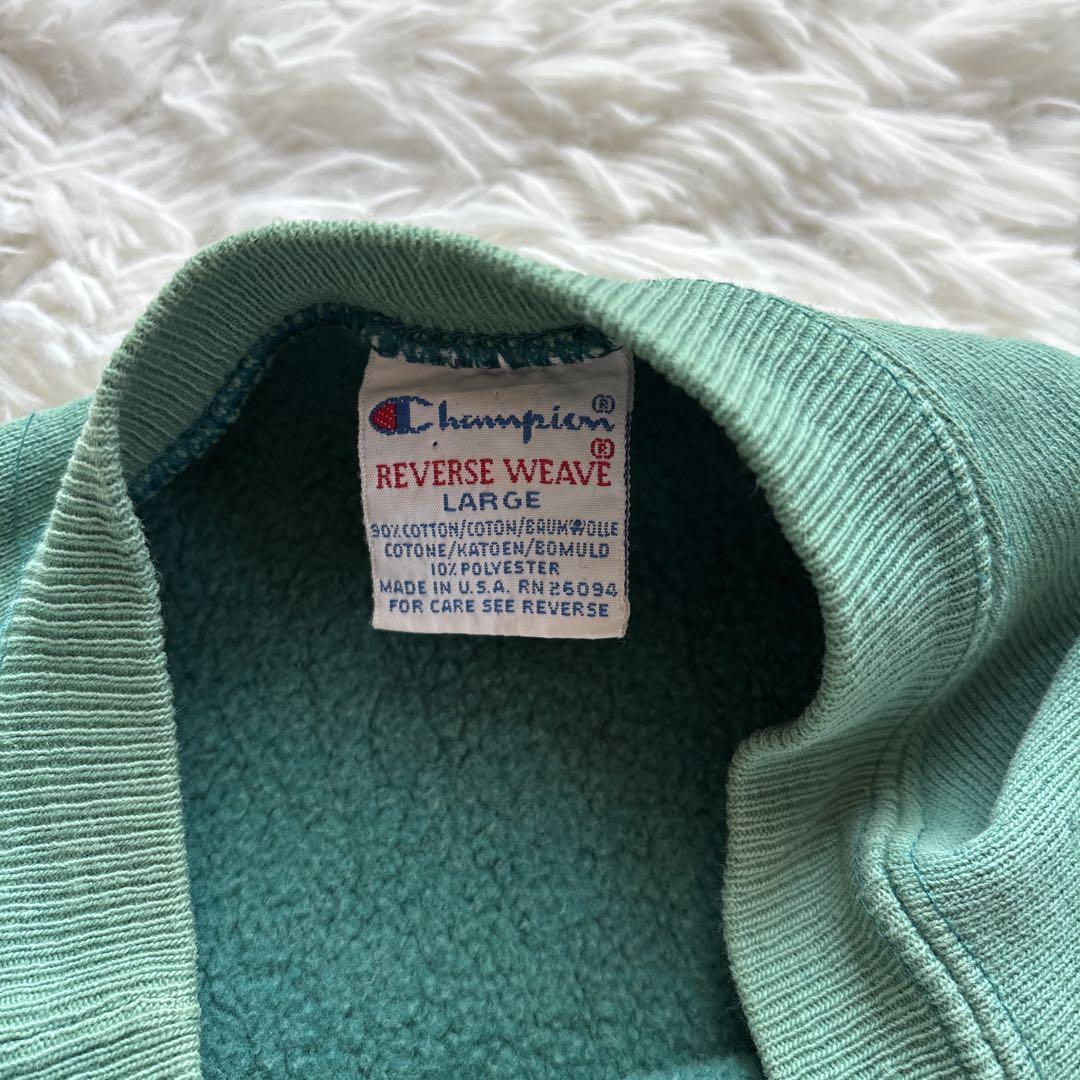 Champion®
REVERSE WEAVE®
LARGE
90% COTTON/COTON/BAUMWOLLE
COTONE/KATOEN/BOMULD
10% POLYESTER
MADE IN U.S.A. RN 26094
FOR CARE SEE REVERSE